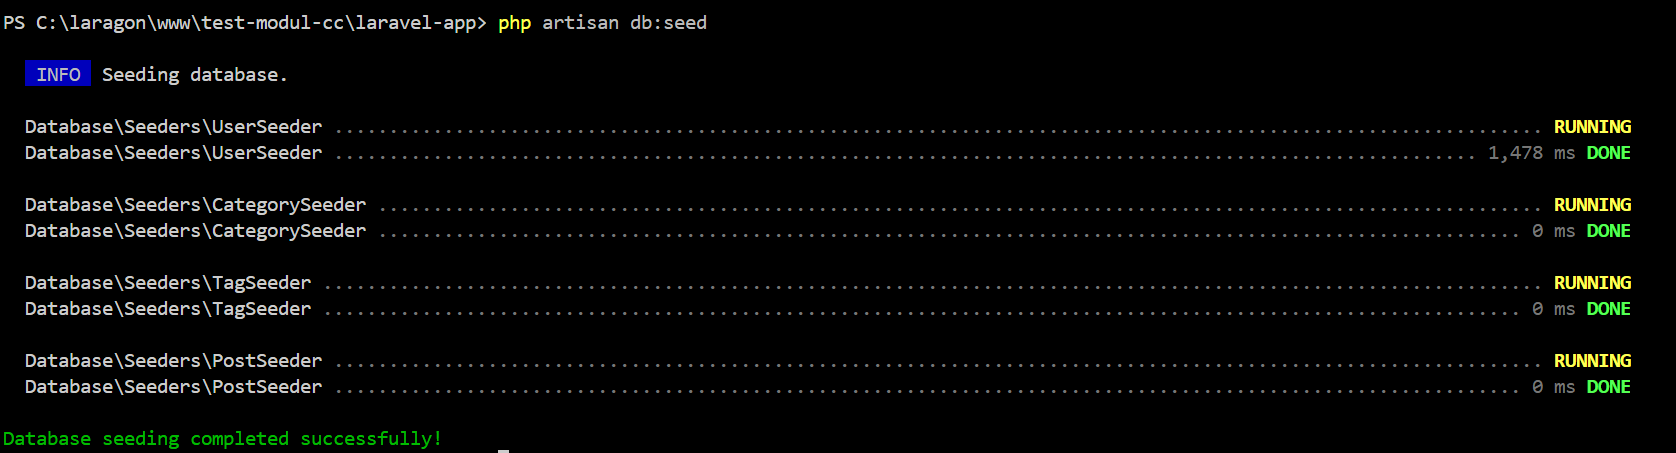 PS C:\laragon\www\test-modul-cc\laravel-app> php artisan db:seed
INFO Seeding database.
Database\Seeders\UserSeeder ............................................................................................................. RUNNING
Database\Seeders\UserSeeder ....................................................................................................... 1,478 ms DONE
Database\Seeders\CategorySeeder ......................................................................................................... RUNNING
Database\Seeders\CategorySeeder ....................................................................................................... 0 ms DONE
Database\Seeders\TagSeeder .............................................................................................................. RUNNING
Database\Seeders\TagSeeder ............................................................................................................ 0 ms DONE
Database\Seeders\PostSeeder ............................................................................................................. RUNNING
Database\Seeders\PostSeeder ........................................................................................................... 0 ms DONE
Database seeding completed successfully!